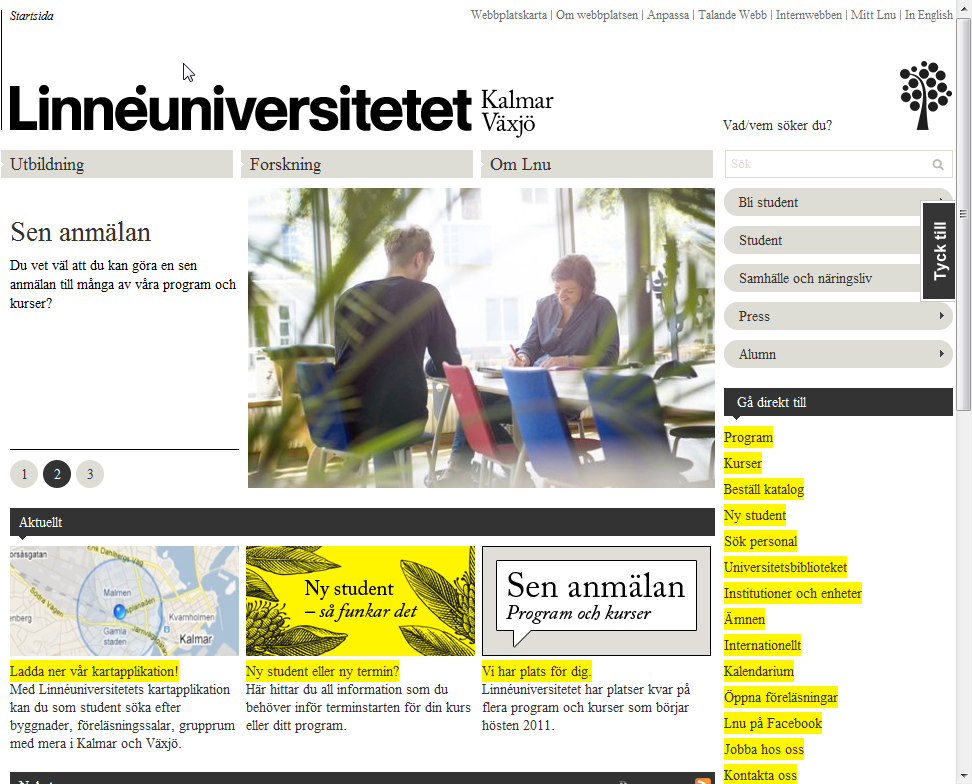 Startsida
Webbplatskarta | Om webbplatsen | Anpassa | Talande Webb | Internwebben | Mitt Lnu | In English
Linnéuniversitetet
Kalmar
Växjö
Vad/vem söker du?
Utbildning
Forskning
Om Lnu
Sök
Sen anmälan
Du vet väl att du kan göra en sen
anmälan till många av våra program och
kurser?
1
2
3
Bli student
Student
Samhälle och näringsliv
Press
Alumn
Tyck till
Gå direkt till
Program
Kurser
Beställ katalog
Ny student
Sök personal
Universitetsbiblioteket
Institutioner och enheter
Ämnen
Internationellt
Kalendarium
Öppna föreläsningar
Lnu på Facebook
Jobba hos oss
Kontakta oss
Aktuellt
Malmen
Gamla
staden
Kvarnholmen
Kalmar
Ladda ner vår kartapplikation!
Med Linnéuniversitetets kartapplikation
kan du som student söka efter
byggnader, föreläsningssalar, grupprum
med mera i Kalmar och Växjö.
Ny student
– så funkar det
Ny student eller ny termin?
Här hittar du all information som du
behöver inför terminstarten för din kurs
eller ditt program.
Sen anmälan
Program och kurser
Vi har plats för dig.
Linnéuniversitetet har platser kvar på
flera program och kurser som börjar
hösten 2011.